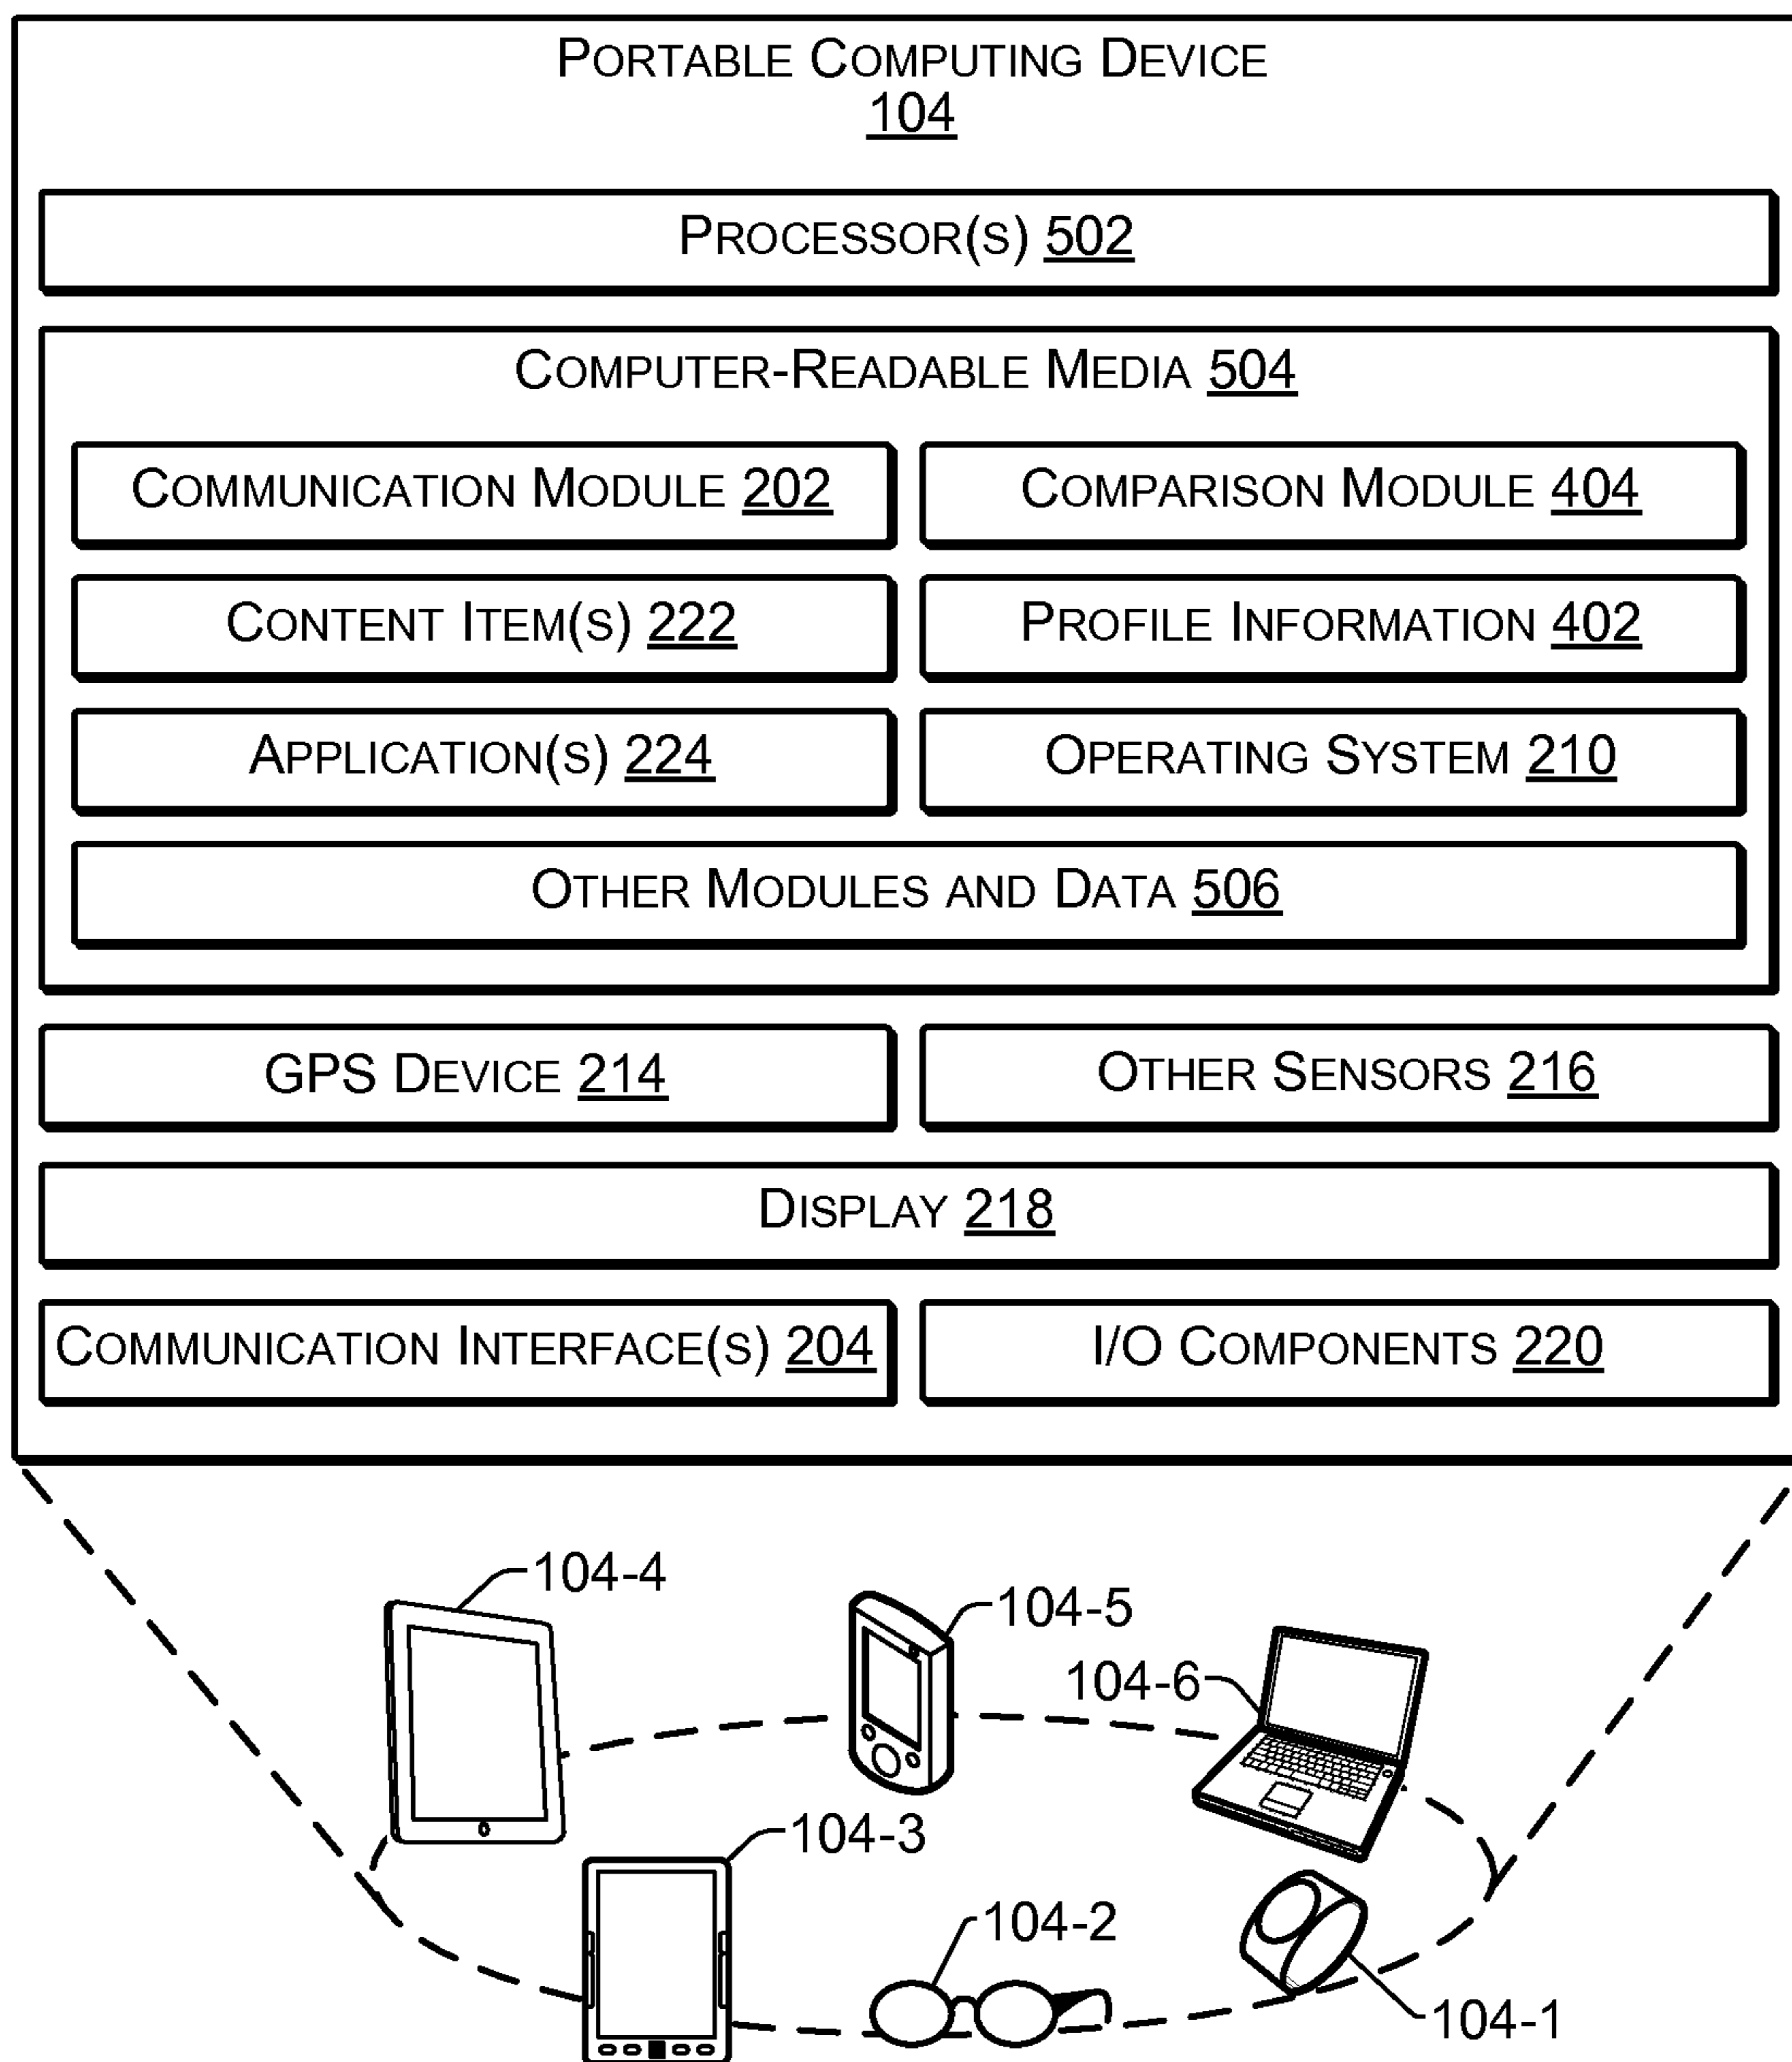 PORTABLE COMPUTING DEVICE
104
PROCESSOR(S) 502
COMPUTER-READABLE MEDIA 504
COMMUNICATION MODULE 202
COMPARISON MODULE 404
CONTENT ITEM(S) 222
PROFILE INFORMATION 402
APPLICATION(S) 224
OPERATING SYSTEM 210
OTHER MODULES AND DATA 506
GPS DEVICE 214
OTHER SENSORS 216
DISPLAY 218
COMMUNICATION INTERFACE(S) 204
I/O COMPONENTS 220
104-4
104-5
104-6
104-3
104-2
104-1